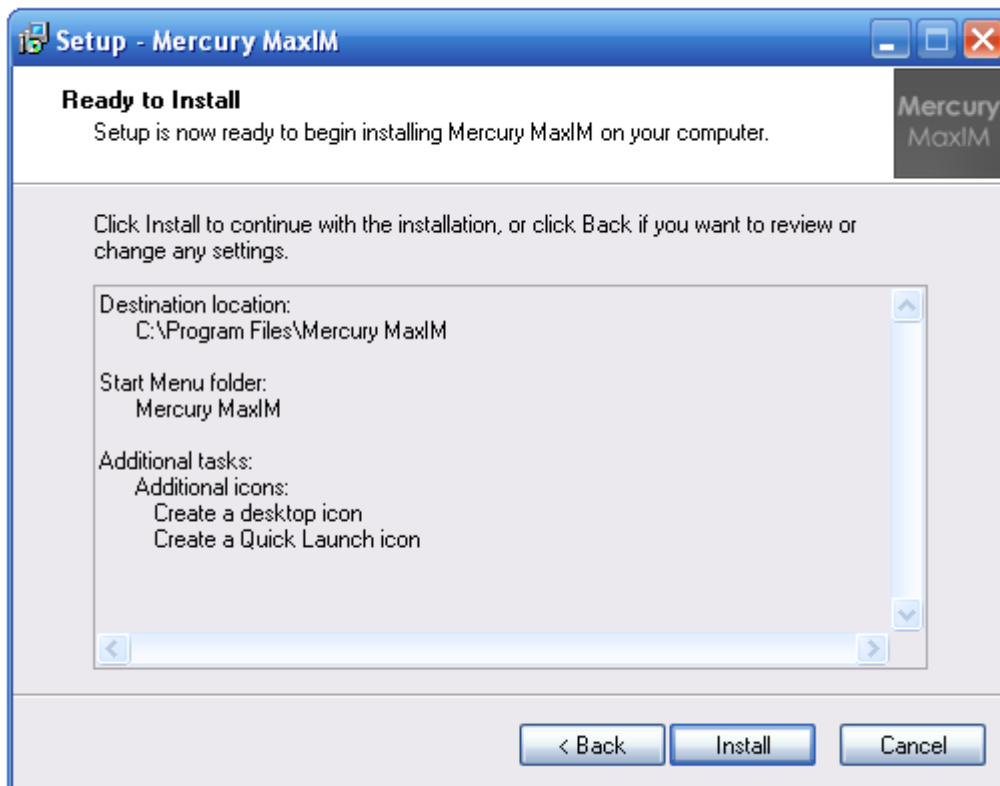 Setup - Mercury MaxIM
Ready to Install
Setup is now ready to begin installing Mercury MaxIM on your computer.
Mercury
MaxIM
Click Install to continue with the installation, or click Back if you want to review or
change any settings.
Destination location:
C:\Program Files\Mercury MaxIM
Start Menu folder:
Mercury MaxIM
Additional tasks:
Additional icons:
Create a desktop icon
Create a Quick Launch icon
< Back
Install
Cancel